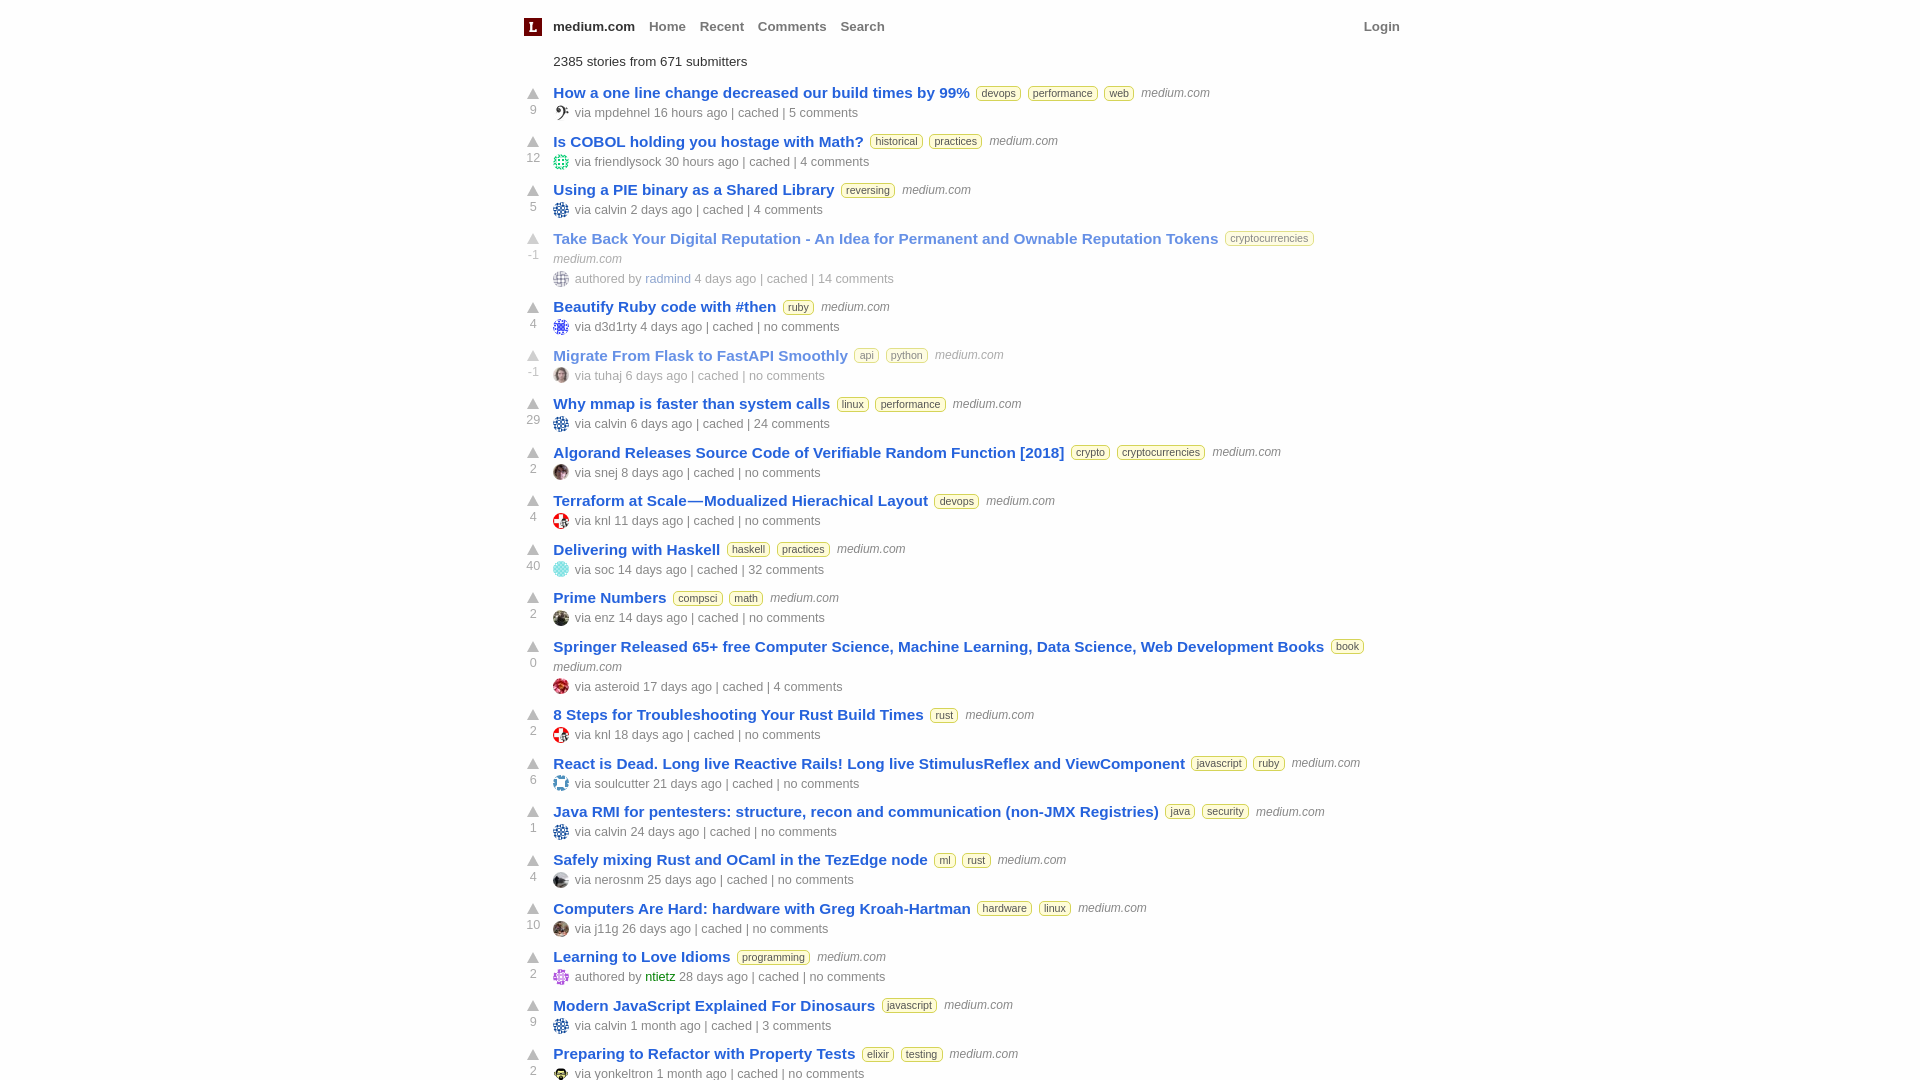 L medium.com Home Recent Comments Search Login
2385 stories from 671 submitters
How a one line change decreased our build times by 99% devops performance web medium.com
9 via mpdehnel 16 hours ago | cached | 5 comments
Is COBOL holding you hostage with Math? historical practices medium.com
12 via friendlysock 30 hours ago | cached | 4 comments
Using a PIE binary as a Shared Library reversing medium.com
5 via calvin 2 days ago | cached | 4 comments
Take Back Your Digital Reputation - An Idea for Permanent and Ownable Reputation Tokens cryptocurrencies
-1 medium.com
authored by radmind 4 days ago | cached | 14 comments
Beautify Ruby code with #then ruby medium.com
4 via d3d1rty 4 days ago | cached | no comments
Migrate From Flask to FastAPI Smoothly api python medium.com
-1 via tuhaj 6 days ago | cached | no comments
Why mmap is faster than system calls linux performance medium.com
29 via calvin 6 days ago | cached | 24 comments
Algorand Releases Source Code of Verifiable Random Function [2018] crypto cryptocurrencies medium.com
2 via snej 8 days ago | cached | no comments
Terraform at Scale — Modualized Hierachical Layout devops medium.com
4 via knl 11 days ago | cached | no comments
Delivering with Haskell haskell practices medium.com
40 via soc 14 days ago | cached | 32 comments
Prime Numbers compsci math medium.com
2 via enz 14 days ago | cached | no comments
Springer Released 65+ free Computer Science, Machine Learning, Data Science, Web Development Books book
0 medium.com
via asteroid 17 days ago | cached | 4 comments
8 Steps for Troubleshooting Your Rust Build Times rust medium.com
2 via knl 18 days ago | cached | no comments
React is Dead. Long live Reactive Rails! Long live StimulusReflex and ViewComponent javascript ruby medium.com
6 via soulcutter 21 days ago | cached | no comments
Java RMI for pentesters: structure, recon and communication (non-JMX Registries) java security medium.com
1 via calvin 24 days ago | cached | no comments
Safely mixing Rust and OCaml in the TezEdge node ml rust medium.com
4 via nerosnm 25 days ago | cached | no comments
Computers Are Hard: hardware with Greg Kroah-Hartman hardware linux medium.com
10 via j11g 26 days ago | cached | no comments
Learning to Love Idioms programming medium.com
2 authored by ntietz 28 days ago | cached | no comments
Modern JavaScript Explained For Dinosaurs javascript medium.com
9 via calvin 1 month ago | cached | 3 comments
Preparing to Refactor with Property Tests elixir testing medium.com
2 via yonkeltron 1 month ago | cached | no comments